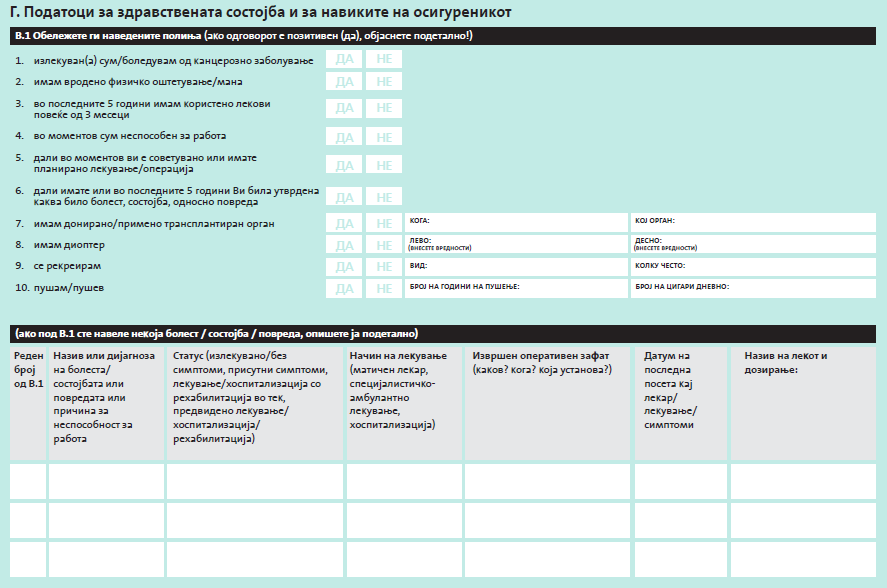 Г. Податоци за здравствената состојба и за навиките на осигуреникот
В.1 Обележете ги наведените полиња (ако одговорот е позитивен (да), објаснете подетално!)
1. излекуван(а) сум/боледувам од канцерозно заболување ДА НЕ
2. имам вродено физичко оштетување/мана ДА НЕ
3. во последните 5 години имам користено лекови
повеќе од 3 месеци ДА НЕ
4. во моментов сум неспособен за работа ДА НЕ
5. дали во моментов ви е советувано или имате
планирано лекување/операција ДА НЕ
6. дали имате или во последните 5 години Ви била утврдена
каква било болест, состојба, односно повреда ДА НЕ
7. имам донирано/примено трансплантиран орган ДА НЕ КОГА: КОЈ ОРГАН:
8. имам диоптер ДА НЕ ЛЕВО: ДЕСНО:
(ВНЕСЕТЕ ВРЕДНОСТИ) (ВНЕСЕТЕ ВРЕДНОСТИ)
9. се рекреирам ДА НЕ ВИД: КОЛКУ ЧЕСТО:
10. пушам/пушев ДА НЕ БРОЈ НА ГОДИНИ НА ПУШЕЊЕ: БРОЈ НА ЦИГАРИ ДНЕВНО:
(ако под В.1 сте навеле некоја болест / состојба / повреда, опишете ја подетално)
Реден
број
од В.1
Назив или дијагноза
на болеста/
состојбата или
повредата или
причина за
неспособност за
работа
Статус (излекувано/без
симптоми, присутни симптоми,
лекување/хоспитализација со
рехабилитација во тек,
предвидено лекување/
хоспитализација/
рехабилитација)
Начин на лекување
(матичен лекар,
специјалистичко-
амбулантно
лекување,
хоспитализација)
Извршен оперативен зафат
(каков? кога? која установа?)
Датум на
последна
посета кај
лекар/
лекување/
симптоми
Назив на лекот и
дозирање: